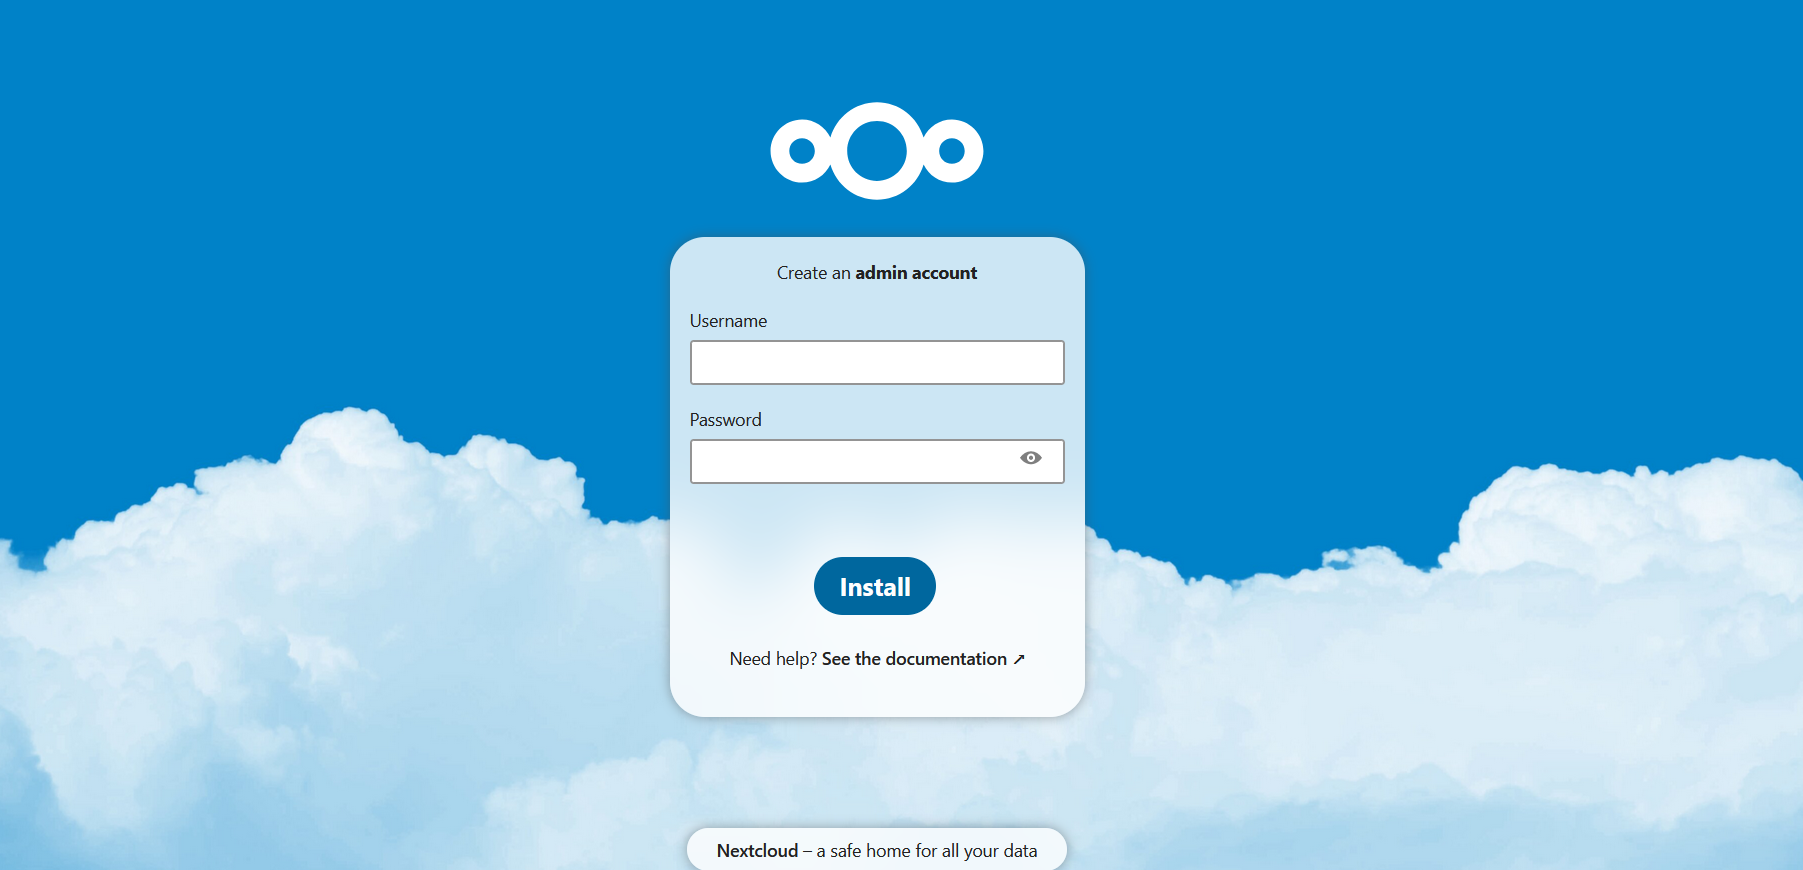 Create an admin account
Username
Password
Install
Need help? See the documentation ↗
Nextcloud – a safe home for all your data